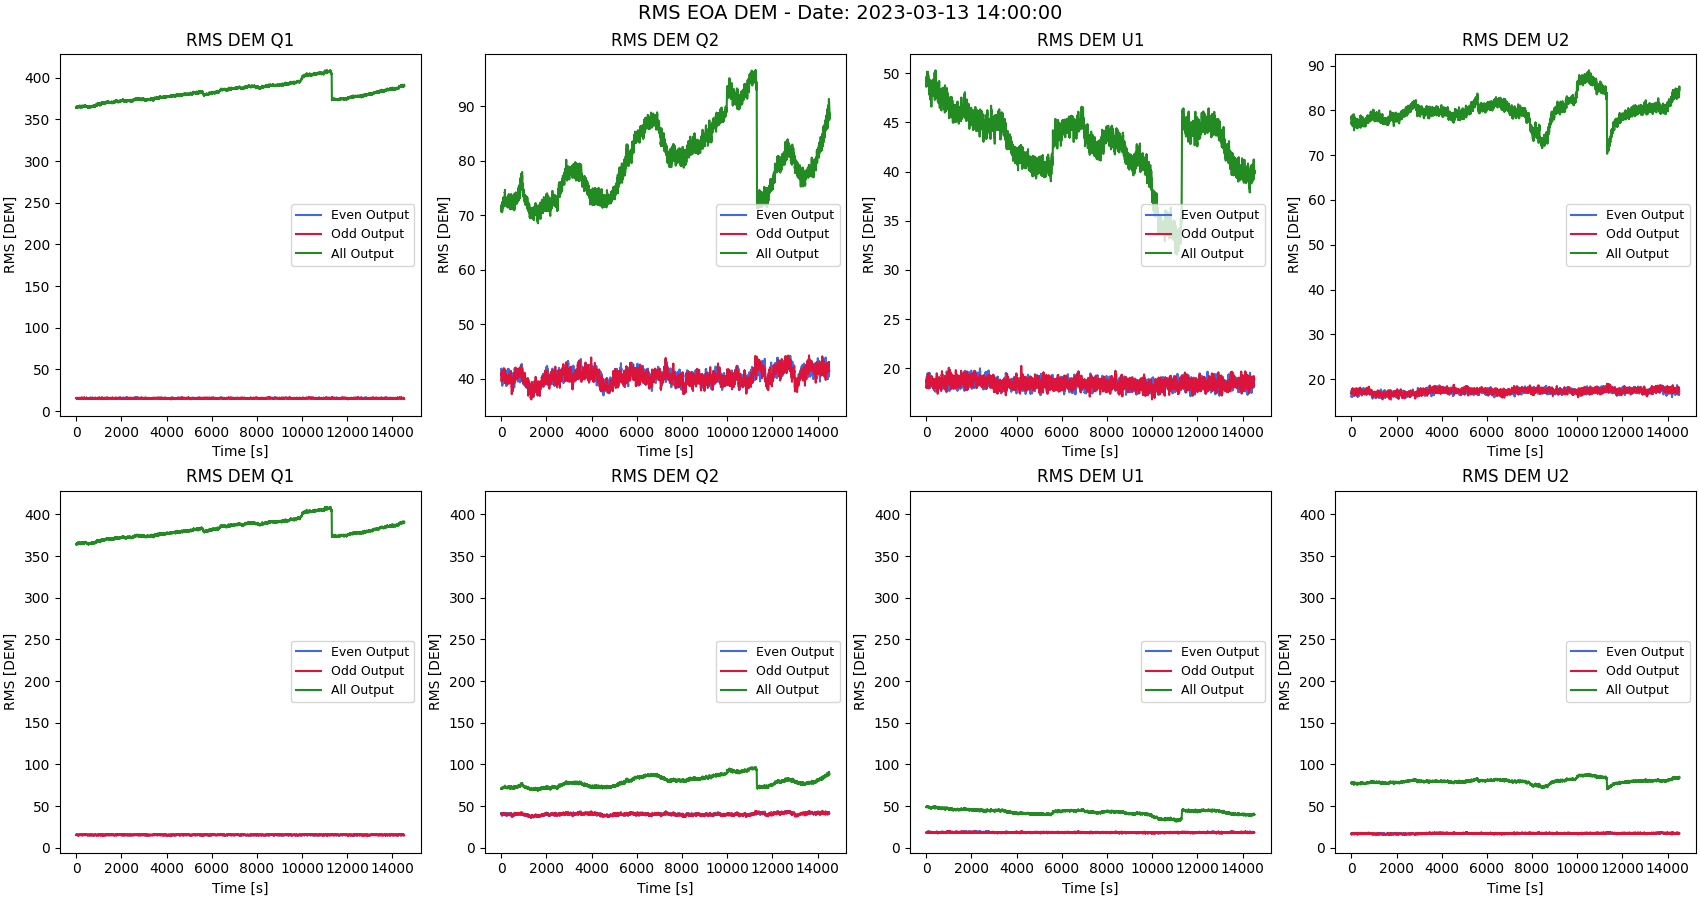 RMS EOA DEM - Date: 2023-03-13 14:00:00
RMS DEM Q1
RMS [DEM]
400
350
300
250
200
150
100
50
0
Even Output
Odd Output
All Output
0 2000 4000 6000 8000 10000 12000 14000
Time [s]
RMS DEM Q2
RMS [DEM]
90
80
70
60
50
40
Even Output
Odd Output
All Output
0 2000 4000 6000 8000 10000 12000 14000
Time [s]
RMS DEM U1
RMS [DEM]
50
45
40
35
30
25
20
Even Output
Odd Output
All Output
0 2000 4000 6000 8000 10000 12000 14000
Time [s]
RMS DEM U2
RMS [DEM]
90
80
70
60
50
40
30
20
Even Output
Odd Output
All Output
0 2000 4000 6000 8000 10000 12000 14000
Time [s]
RMS DEM Q1
RMS [DEM]
400
350
300
250
200
150
100
50
0
Even Output
Odd Output
All Output
0 2000 4000 6000 8000 10000 12000 14000
Time [s]
RMS DEM Q2
RMS [DEM]
400
350
300
250
200
150
100
50
0
Even Output
Odd Output
All Output
0 2000 4000 6000 8000 10000 12000 14000
Time [s]
RMS DEM U1
RMS [DEM]
400
350
300
250
200
150
100
50
0
Even Output
Odd Output
All Output
0 2000 4000 6000 8000 10000 12000 14000
Time [s]
RMS DEM U2
RMS [DEM]
400
350
300
250
200
150
100
50
0
Even Output
Odd Output
All Output
0 2000 4000 6000 8000 10000 12000 14000
Time [s]